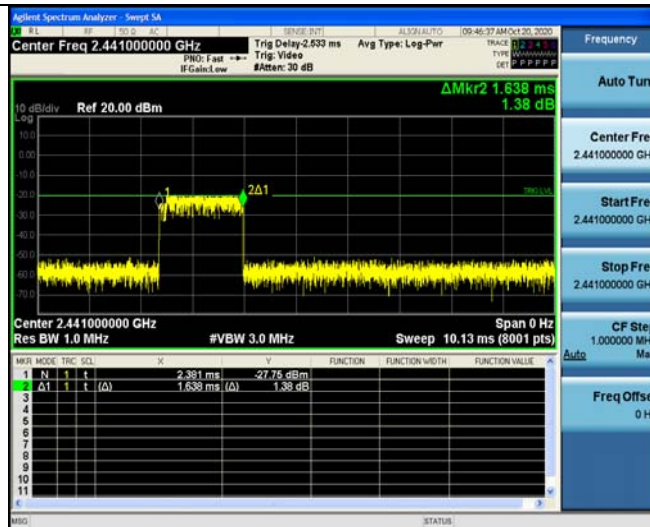 Agilent Spectrum Analyzer - Swept SA
RL RF 50 Ω AC SENSE:INT ALIGN AUTO 09:46:37 AM Oct 20, 2020
Center Freq 2.441000000 GHz
PNO: Fast
IFGain:Low
Trig Delay-2.533 ms
Trig: Video
#Atten: 30 dB
Avg Type: Log-Pwr
TRACE 1 2 3 4 5 6
TYPE
DET P P P P P P
ΔMkr2 1.638 ms
1.38 dB
10 dB/div Ref 20.00 dBm
Log
10.0
0.00
-10.0
-20.0
-30.0
-40.0
-50.0
-60.0
-70.0
1
2Δ1
TRIG LVL
Center 2.441000000 GHz Span 0 Hz
Res BW 1.0 MHz #VBW 3.0 MHz Sweep 10.13 ms (8001 pts)
MKR MODE TRC SCL X Y FUNCTION FUNCTION WIDTH FUNCTION VALUE
1 N 1 t 2.381 ms -27.75 dBm
2 Δ1 1 t (Δ) 1.638 ms (Δ) 1.38 dB
3
4
5
6
7
8
9
10
11
MSG STATUS
Frequency
Auto Tun
Center Fre
2.441000000 GH
Start Fre
2.441000000 GH
Stop Fre
2.441000000 GH
CF Ste
1.000000 MH
Auto Ma
Freq Offse
0 H